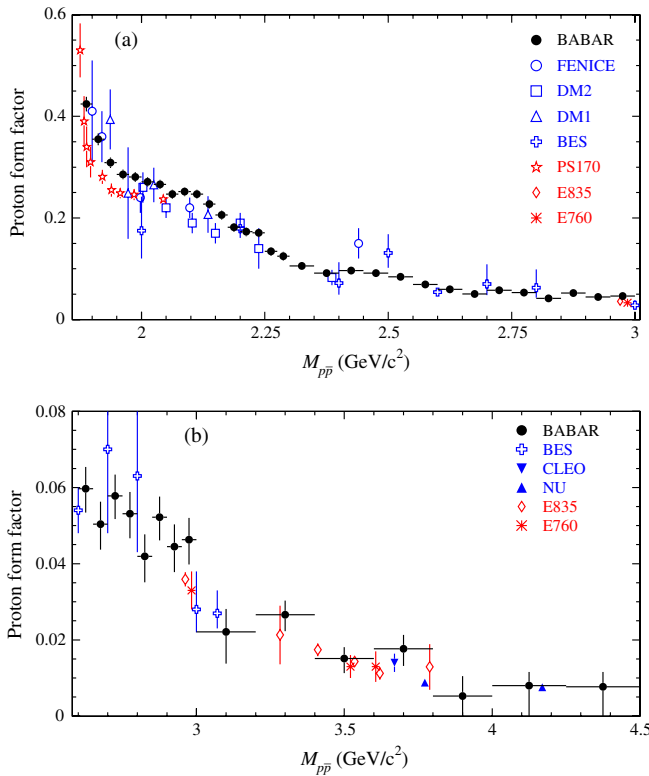 (a)
BABAR
FENICE
DM2
DM1
BES
PS170
E835
E760
Proton form factor
0.6
0.4
0.2
0
2
2.25
2.5
2.75
3
M_{pp̅} (GeV/c²)
(b)
BABAR
BES
CLEO
NU
E835
E760
Proton form factor
0.08
0.06
0.04
0.02
0
3
3.5
4
4.5
M_{pp̅} (GeV/c²)